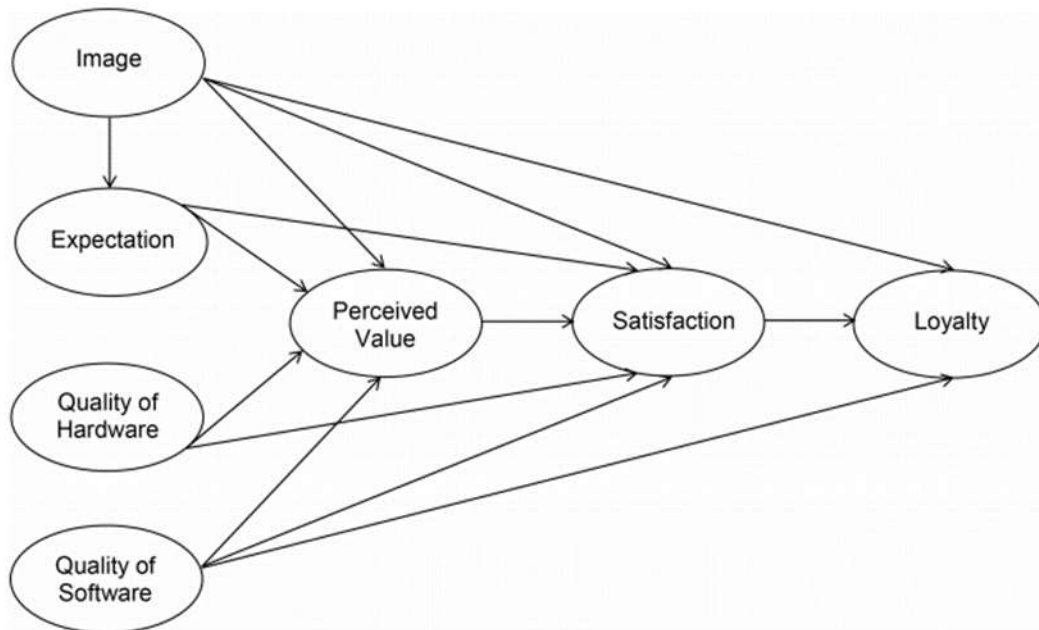 Image
Expectation
Perceived
Value
Satisfaction
Loyalty
Quality of
Hardware
Quality of
Software